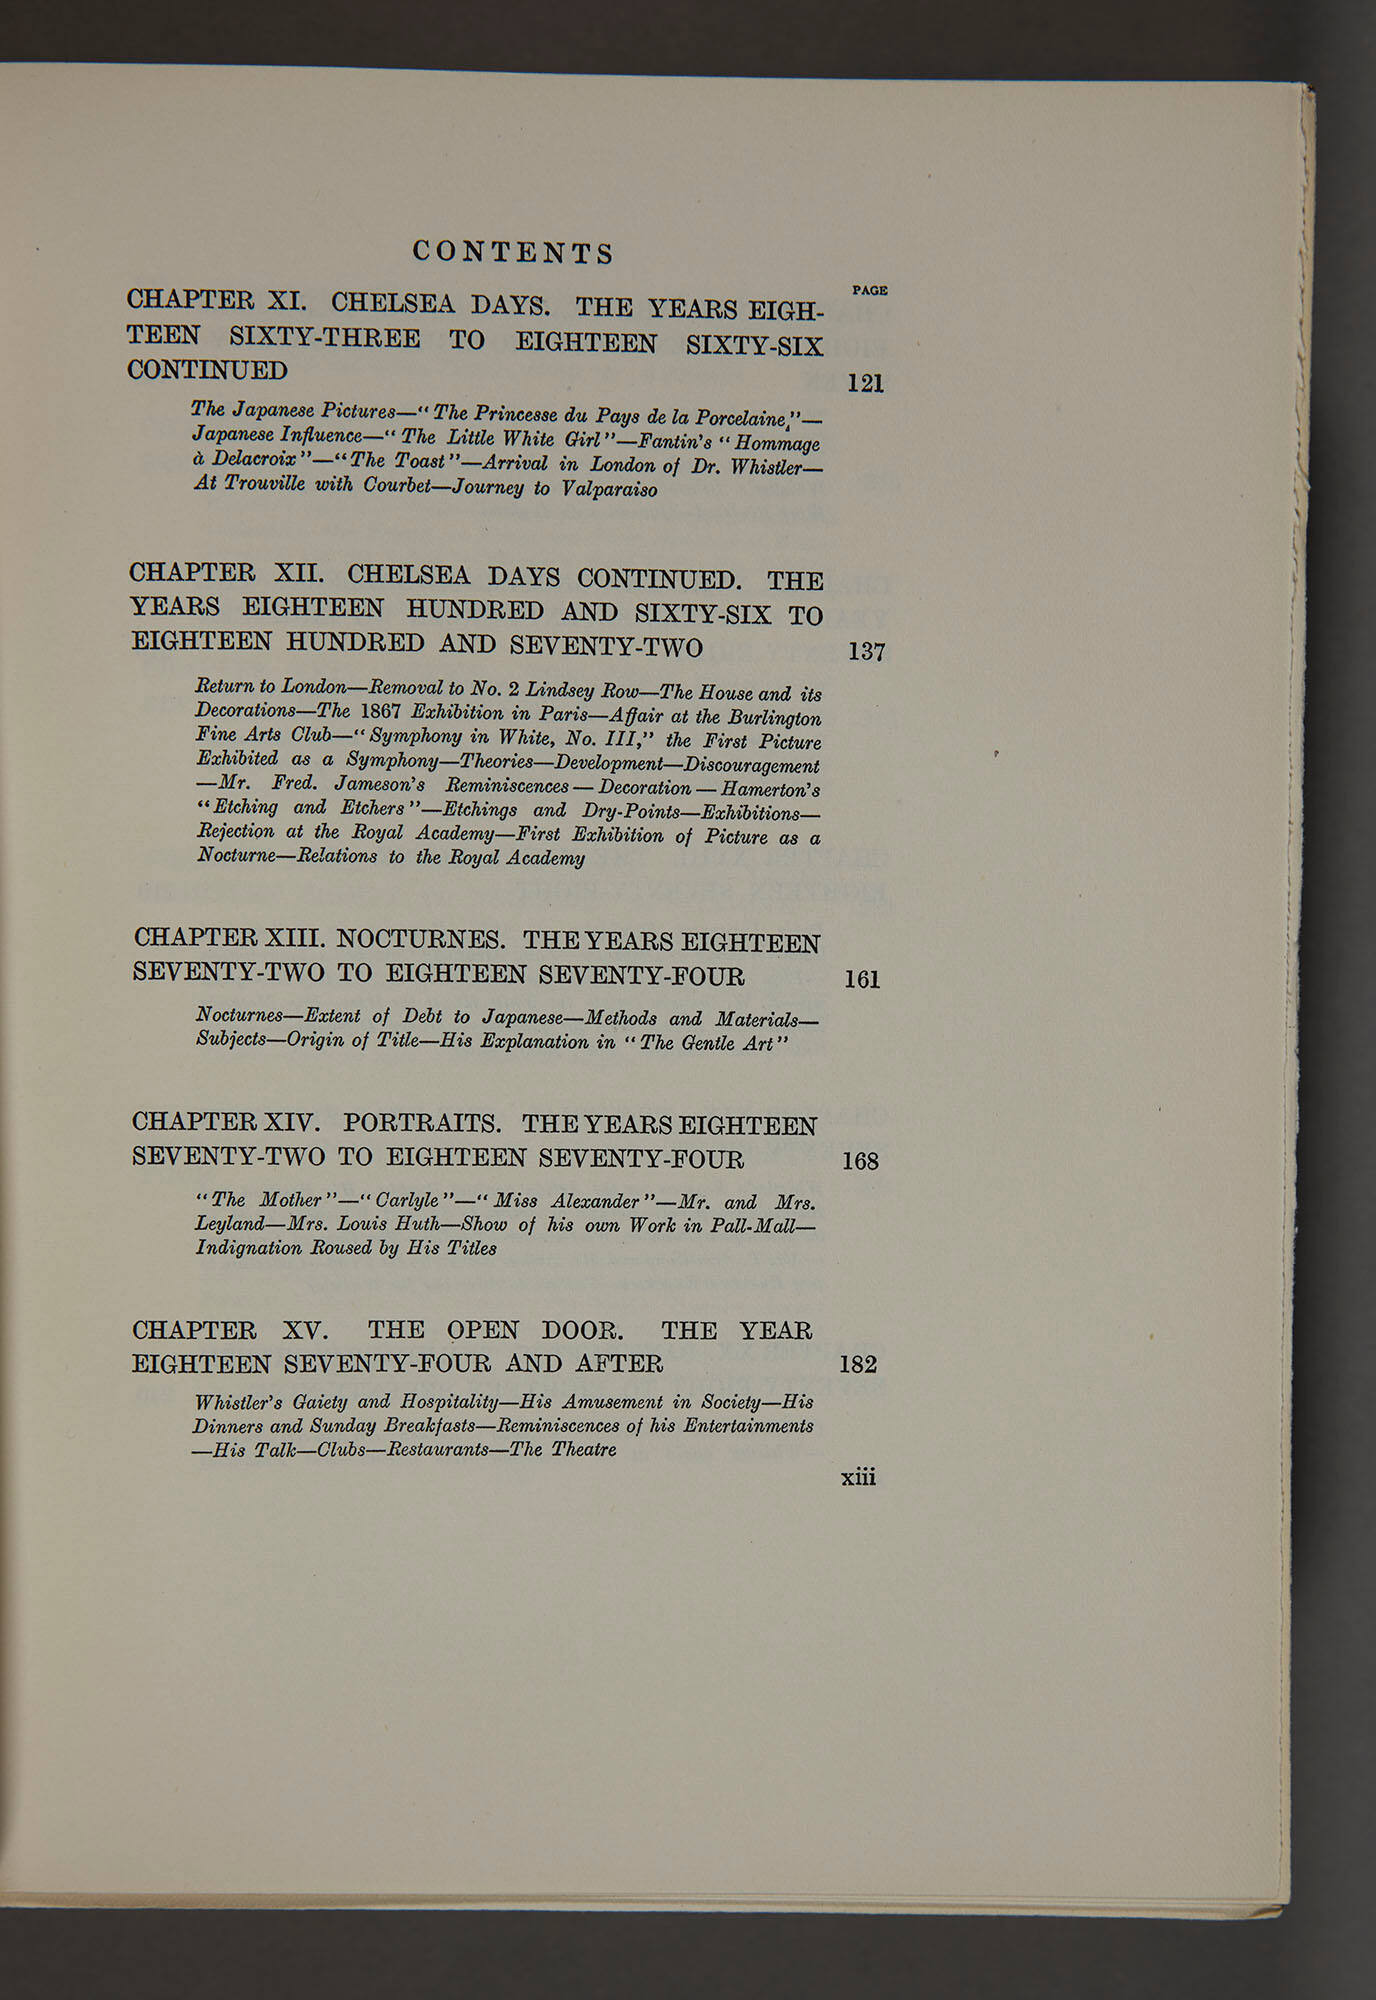 CONTENTS
PAGE
CHAPTER XI. CHELSEA DAYS. THE YEARS EIGH-
TEEN SIXTY-THREE TO EIGHTEEN SIXTY-SIX
CONTINUED 121
The Japanese Pictures—“The Princesse du Pays de la Porcelaine,”—
Japanese Influence—“The Little White Girl”—Fantin's “Hommage
à Delacroix”—“The Toast”—Arrival in London of Dr. Whistler—
At Trouville with Courbet—Journey to Valparaiso
CHAPTER XII. CHELSEA DAYS CONTINUED. THE
YEARS EIGHTEEN HUNDRED AND SIXTY-SIX TO
EIGHTEEN HUNDRED AND SEVENTY-TWO 137
Return to London—Removal to No. 2 Lindsey Row—The House and its
Decorations—The 1867 Exhibition in Paris—Affair at the Burlington
Fine Arts Club—“Symphony in White, No. III,” the First Picture
Exhibited as a Symphony—Theories—Development—Discouragement
—Mr. Fred. Jameson's Reminiscences—Decoration—Hamerton's
“Etching and Etchers”—Etchings and Dry-Points—Exhibitions—
Rejection at the Royal Academy—First Exhibition of Picture as a
Nocturne—Relations to the Royal Academy
CHAPTER XIII. NOCTURNES. THE YEARS EIGHTEEN
SEVENTY-TWO TO EIGHTEEN SEVENTY-FOUR 161
Nocturnes—Extent of Debt to Japanese—Methods and Materials—
Subjects—Origin of Title—His Explanation in “The Gentle Art”
CHAPTER XIV. PORTRAITS. THE YEARS EIGHTEEN
SEVENTY-TWO TO EIGHTEEN SEVENTY-FOUR 168
“The Mother”—“Carlyle”—“Miss Alexander”—Mr. and Mrs.
Leyland—Mrs. Louis Huth—Show of his own Work in Pall-Mall—
Indignation Roused by His Titles
CHAPTER XV. THE OPEN DOOR. THE YEAR
EIGHTEEN SEVENTY-FOUR AND AFTER 182
Whistler's Gaiety and Hospitality—His Amusement in Society—His
Dinners and Sunday Breakfasts—Reminiscences of his Entertainments
—His Talk—Clubs—Restaurants—The Theatre
xiii